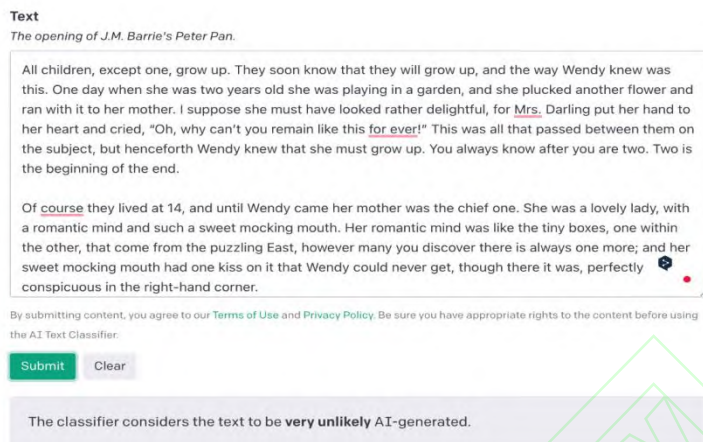 Text
The opening of J.M. Barrie's Peter Pan.
All children, except one, grow up. They soon know that they will grow up, and the way Wendy knew was
this. One day when she was two years old she was playing in a garden, and she plucked another flower and
ran with it to her mother. I suppose she must have looked rather delightful, for Mrs. Darling put her hand to
her heart and cried, “Oh, why can’t you remain like this for ever!” This was all that passed between them on
the subject, but henceforth Wendy knew that she must grow up. You always know after you are two. Two is
the beginning of the end.
Of course they lived at 14, and until Wendy came her mother was the chief one. She was a lovely lady, with
a romantic mind and such a sweet mocking mouth. Her romantic mind was like the tiny boxes, one within
the other, that come from the puzzling East, however many you discover there is always one more; and her
sweet mocking mouth had one kiss on it that Wendy could never get, though there it was, perfectly
conspicuous in the right-hand corner.
By submitting content, you agree to our Terms of Use and Privacy Policy. Be sure you have appropriate rights to the content before using
the AI Text Classifier.
Submit Clear
The classifier considers the text to be very unlikely AI-generated.